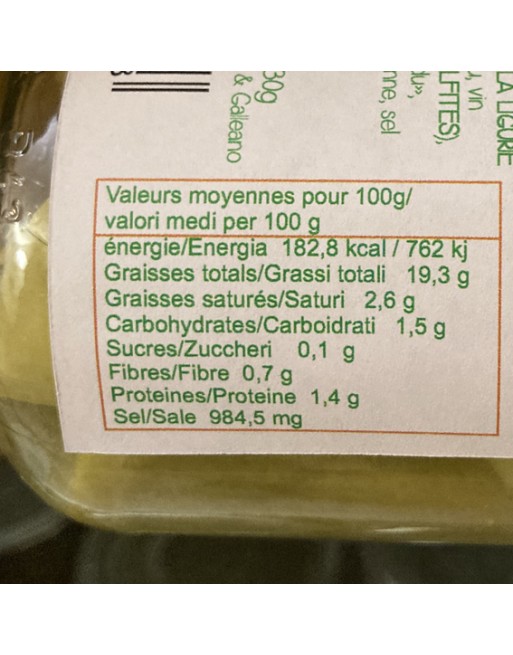 Valeurs moyennes pour 100g/
valori medi per 100 g
énergie/Energia 182,8 kcal / 762 kj
Graisses totals/Grassi totali 19,3 g
Graisses saturés/Saturi 2,6 g
Carbohydrates/Carboidrati 1,5 g
Sucres/Zuccheri 0,1 g
Fibres/Fibre 0,7 g
Proteines/Proteine 1,4 g
Sel/Sale 984,5 mg
LA LIGURIE
vin
LFITES),
sel
30g
& Galleano